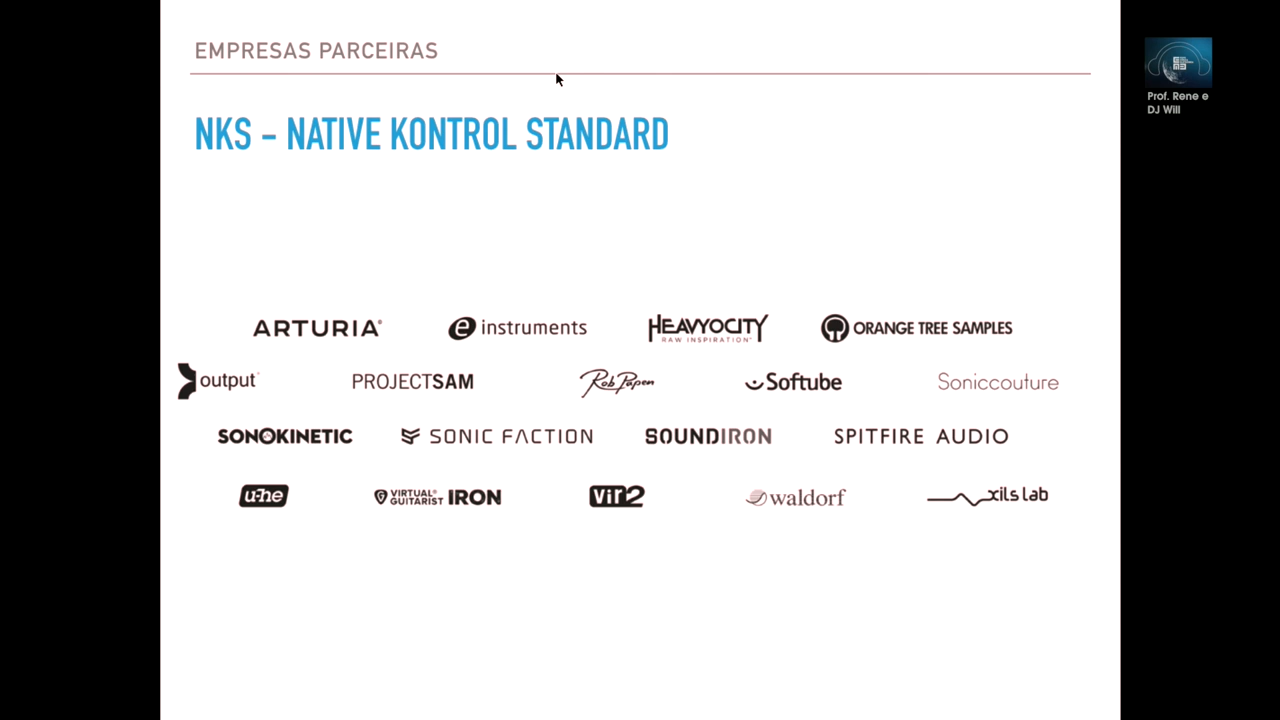 EMPRESAS PARCEIRAS
NKS – NATIVE KONTROL STANDARD
ARTURIA®
e instruments
HEAVYOCITY
RAW INSPIRATION™
ORANGE TREE SAMPLES
output
PROJECTSAM
Rob Papen
Softube
Soniccouture
SONOKINETIC
SONIC FACTION
SOUNDIRON
SPITFIRE AUDIO
u-he
VIRTUAL® GUITARIST IRON
Vir2
waldorf
xils lab
Prof. Rene e
DJ Will